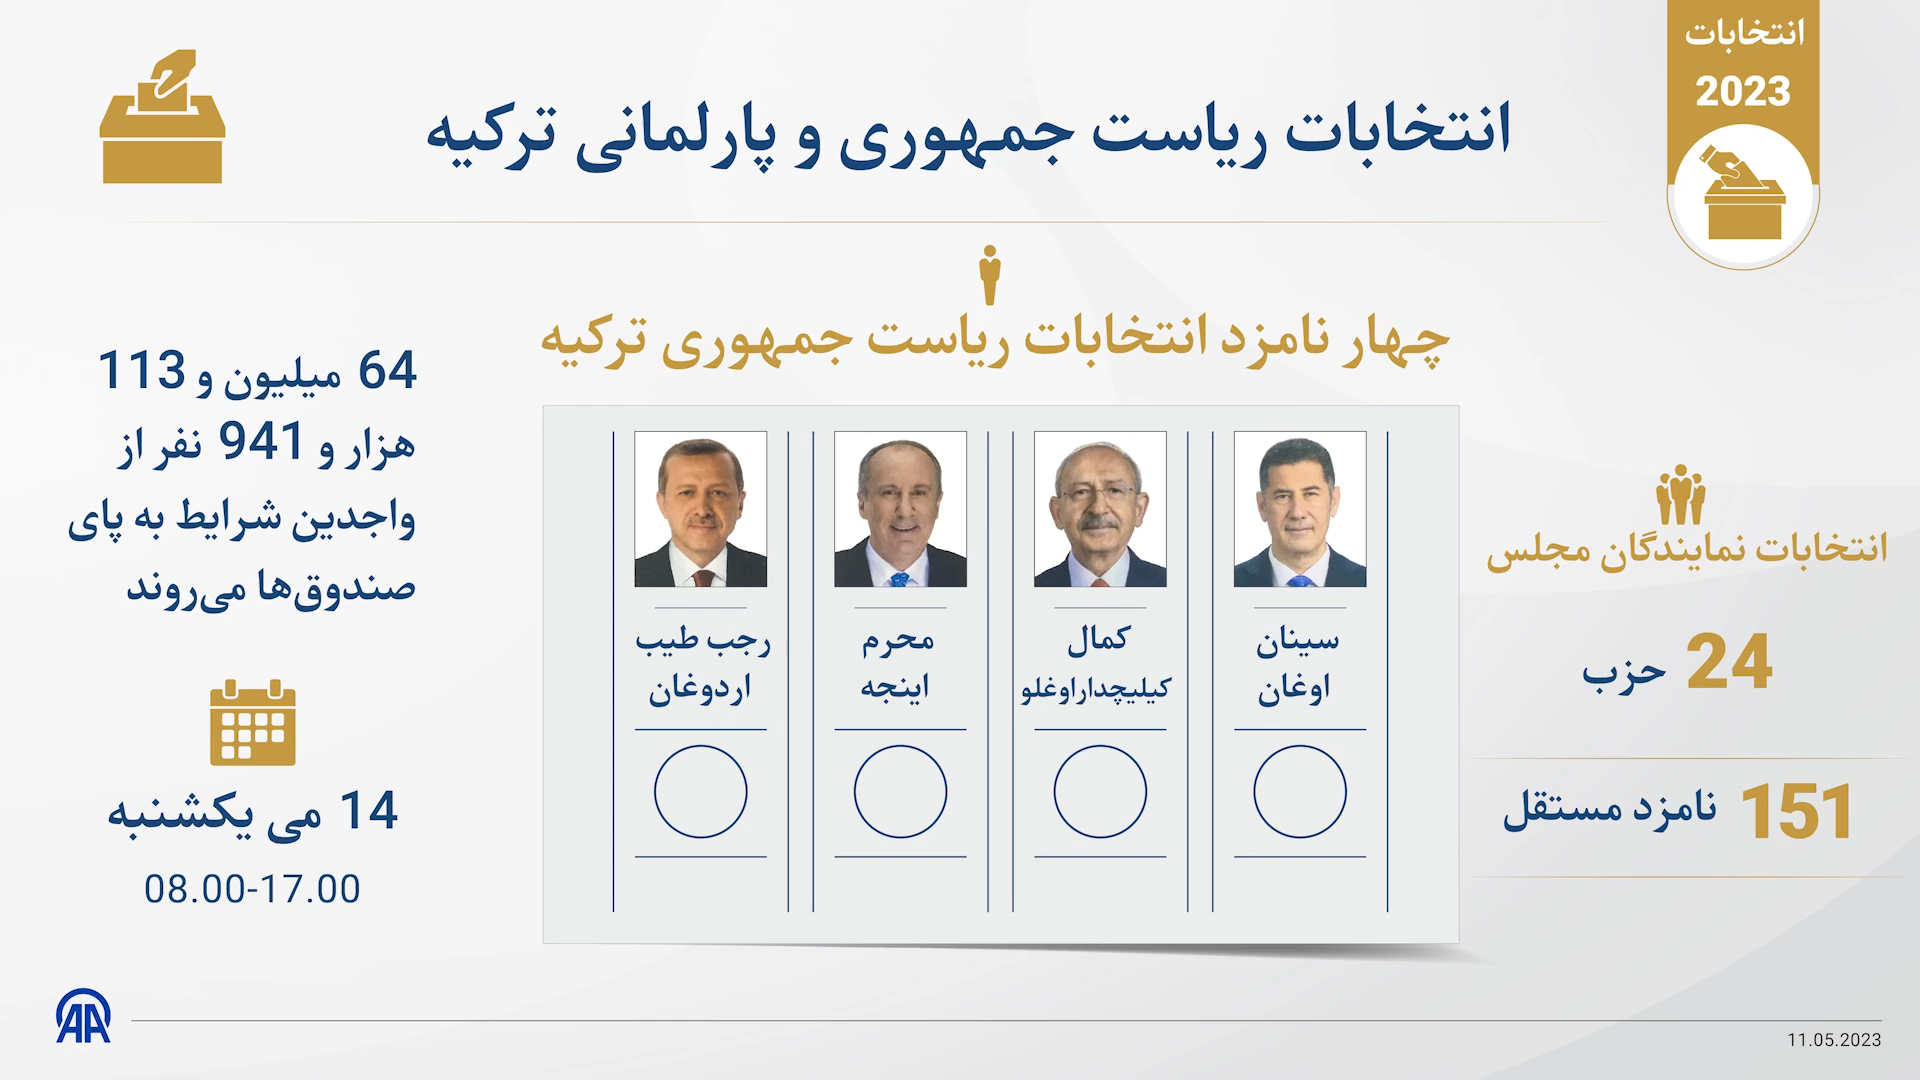 انتخابات
2023
انتخابات ریاست جمهوری و پارلمانی ترکیه
چهار نامزد انتخابات ریاست جمهوری ترکیه
انتخابات نمایندگان مجلس
24 حزب
151 نامزد مستقل
سینان
اوغان
کمال
کیلیچداراوغلو
محرم
اینجه
رجب طیب
اردوغان
64 میلیون و 113
هزار و 941 نفر از
واجدین شرایط به پای
صندوق‌ها می‌روند
14 می یکشنبه
08.00-17.00
AA
11.05.2023